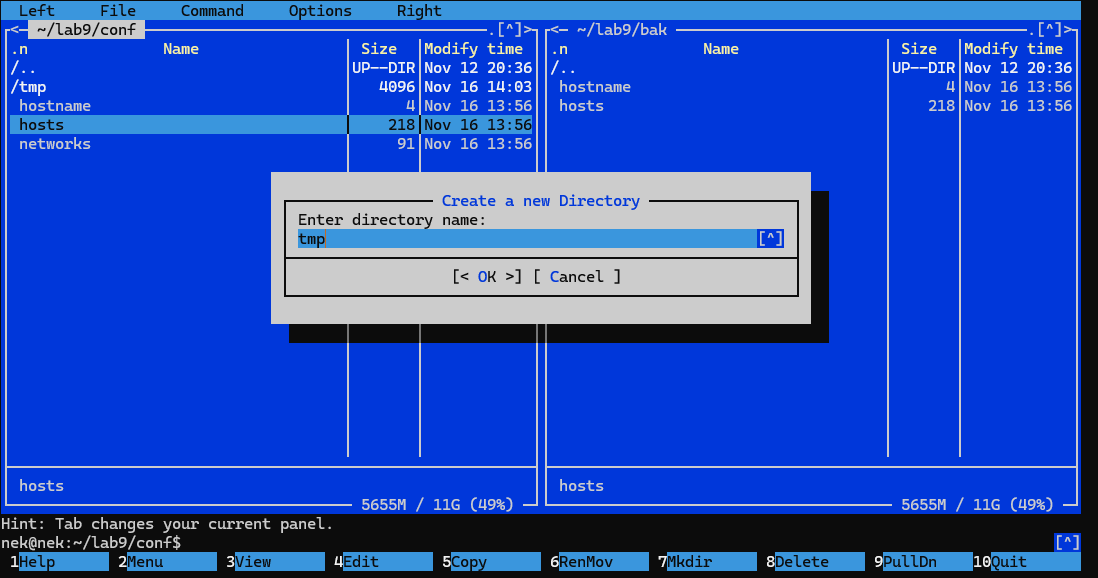 Left File Command Options Right
<─ ~/lab9/conf ─.[^]>
.n Name Size Modify time
/.. UP--DIR Nov 12 20:36
/tmp 4096 Nov 16 14:03
hostname 4 Nov 16 13:56
hosts 218 Nov 16 13:56
networks 91 Nov 16 13:56
hosts
5655M / 11G (49%)
<─ ~/lab9/bak ─.[^]>
.n Name Size Modify time
/.. UP--DIR Nov 12 20:36
hostname 4 Nov 16 13:56
hosts 218 Nov 16 13:56
hosts
5655M / 11G (49%)
Create a new Directory
Enter directory name:
tmp [^]
[< OK >] [ Cancel ]
Hint: Tab changes your current panel.
nek@nek:~/lab9/conf$ [^]
1Help 2Menu 3View 4Edit 5Copy 6RenMov 7Mkdir 8Delete 9PullDn 10Quit